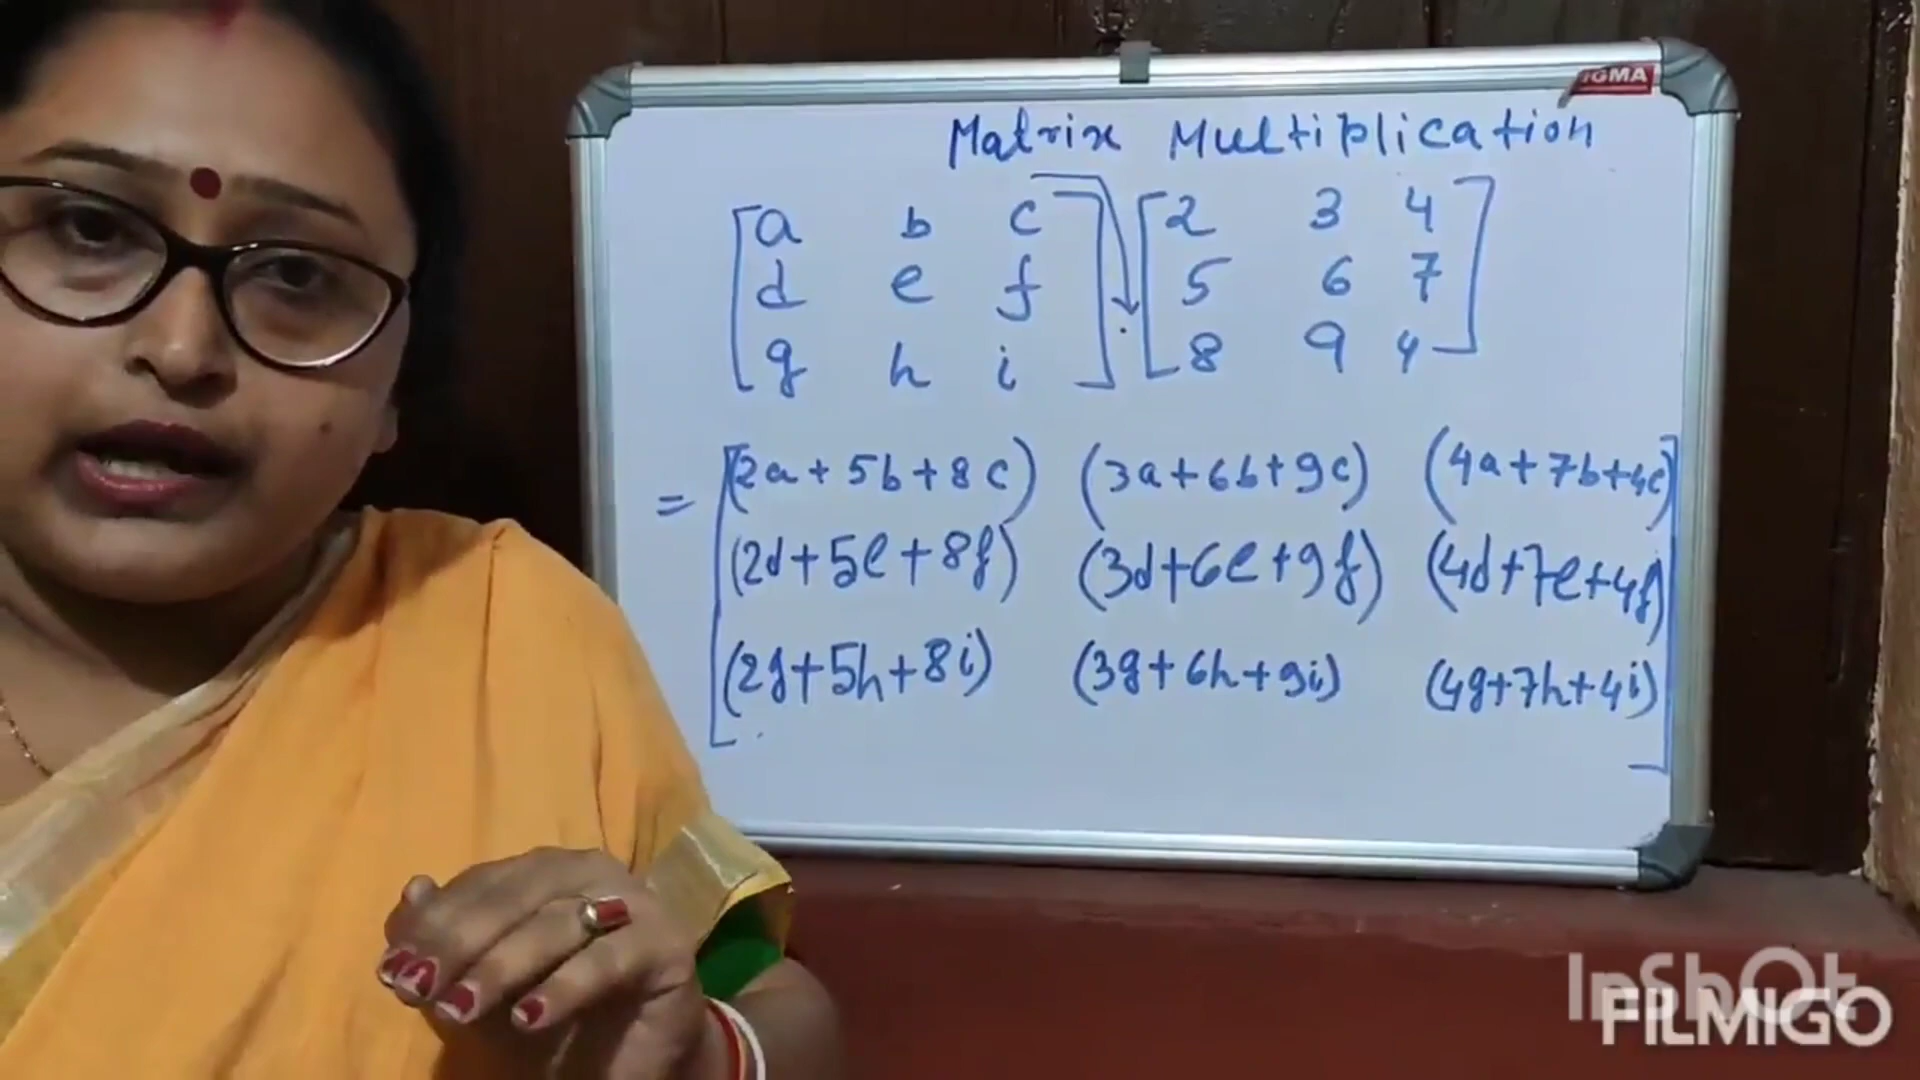 IGMA
Matrix Multiplication
[a b c] [2 3 4]
[d e f] . [5 6 7]
[g h i] [8 9 4]
= [(2a+5b+8c) (3a+6b+9c) (4a+7b+4c)
(2d+5e+8f) (3d+6e+9f) (4d+7e+4f)
(2g+5h+8i) (3g+6h+9i) (4g+7h+4i)]
InShOt
FILMIGO